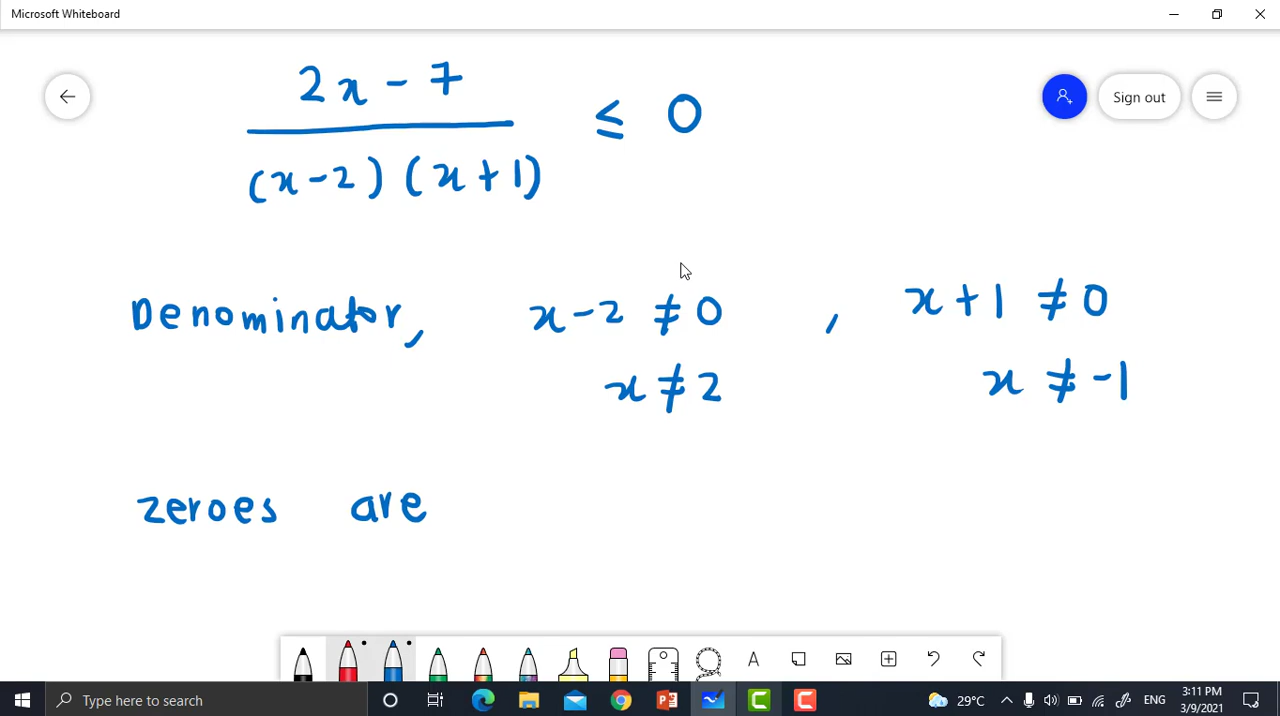 Microsoft Whiteboard
Sign out
2x - 7
≤ 0
(x-2) (x+1)
Denominator, x-2 ≠ 0 , x+1 ≠ 0
x ≠ 2 x ≠ -1
zeroes are
Type here to search
29°C ENG 3:11 PM
3/9/2021